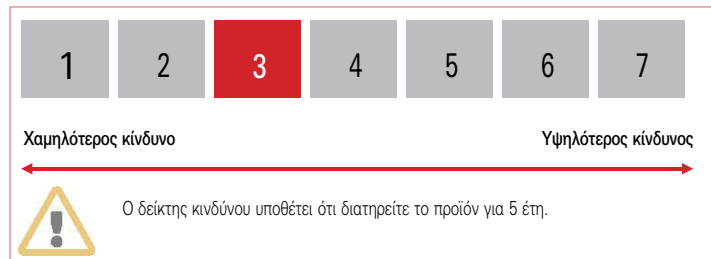 1 2 3 4 5 6 7
Χαμηλότερος κίνδυνο Υψηλότερος κίνδυνος
Ο δείκτης κινδύνου υποθέτει ότι διατηρείτε το προϊόν για 5 έτη.